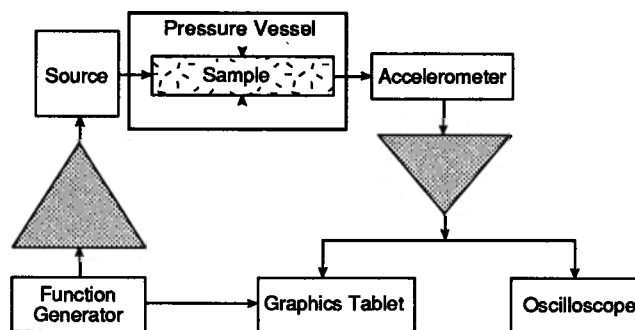 Pressure Vessel
Source
Sample
Accelerometer
Function
Generator
Graphics Tablet
Oscilloscope